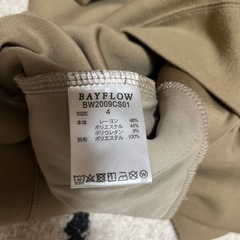 BAYFLOW
BW2009CS01
SIZE
4
本体 レーヨン 48%
ポリエステル 44%
ポリウレタン 8%
別布 ポリエステル 100%